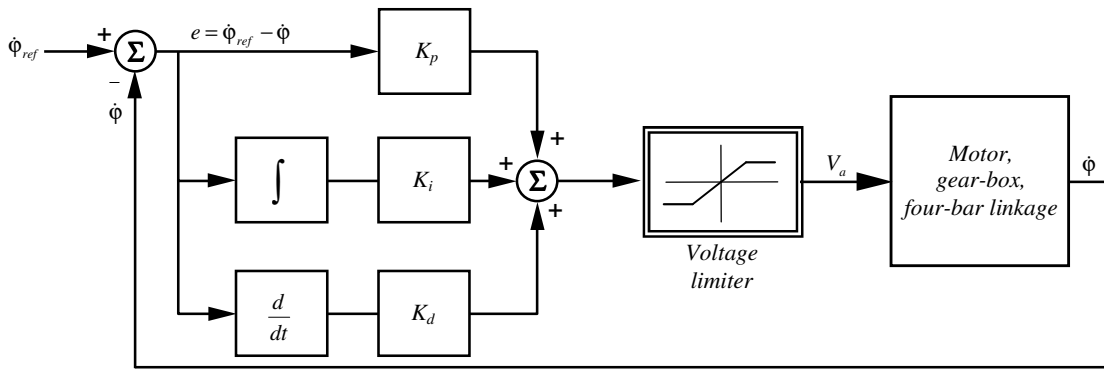 φ̇ref
+
−
φ̇
Σ
e = φ̇ref − φ̇
Kp
∫
Ki
d
dt
Kd
+
+
+
Σ
Voltage
limiter
Va
Motor,
gear-box,
four-bar linkage
φ̇